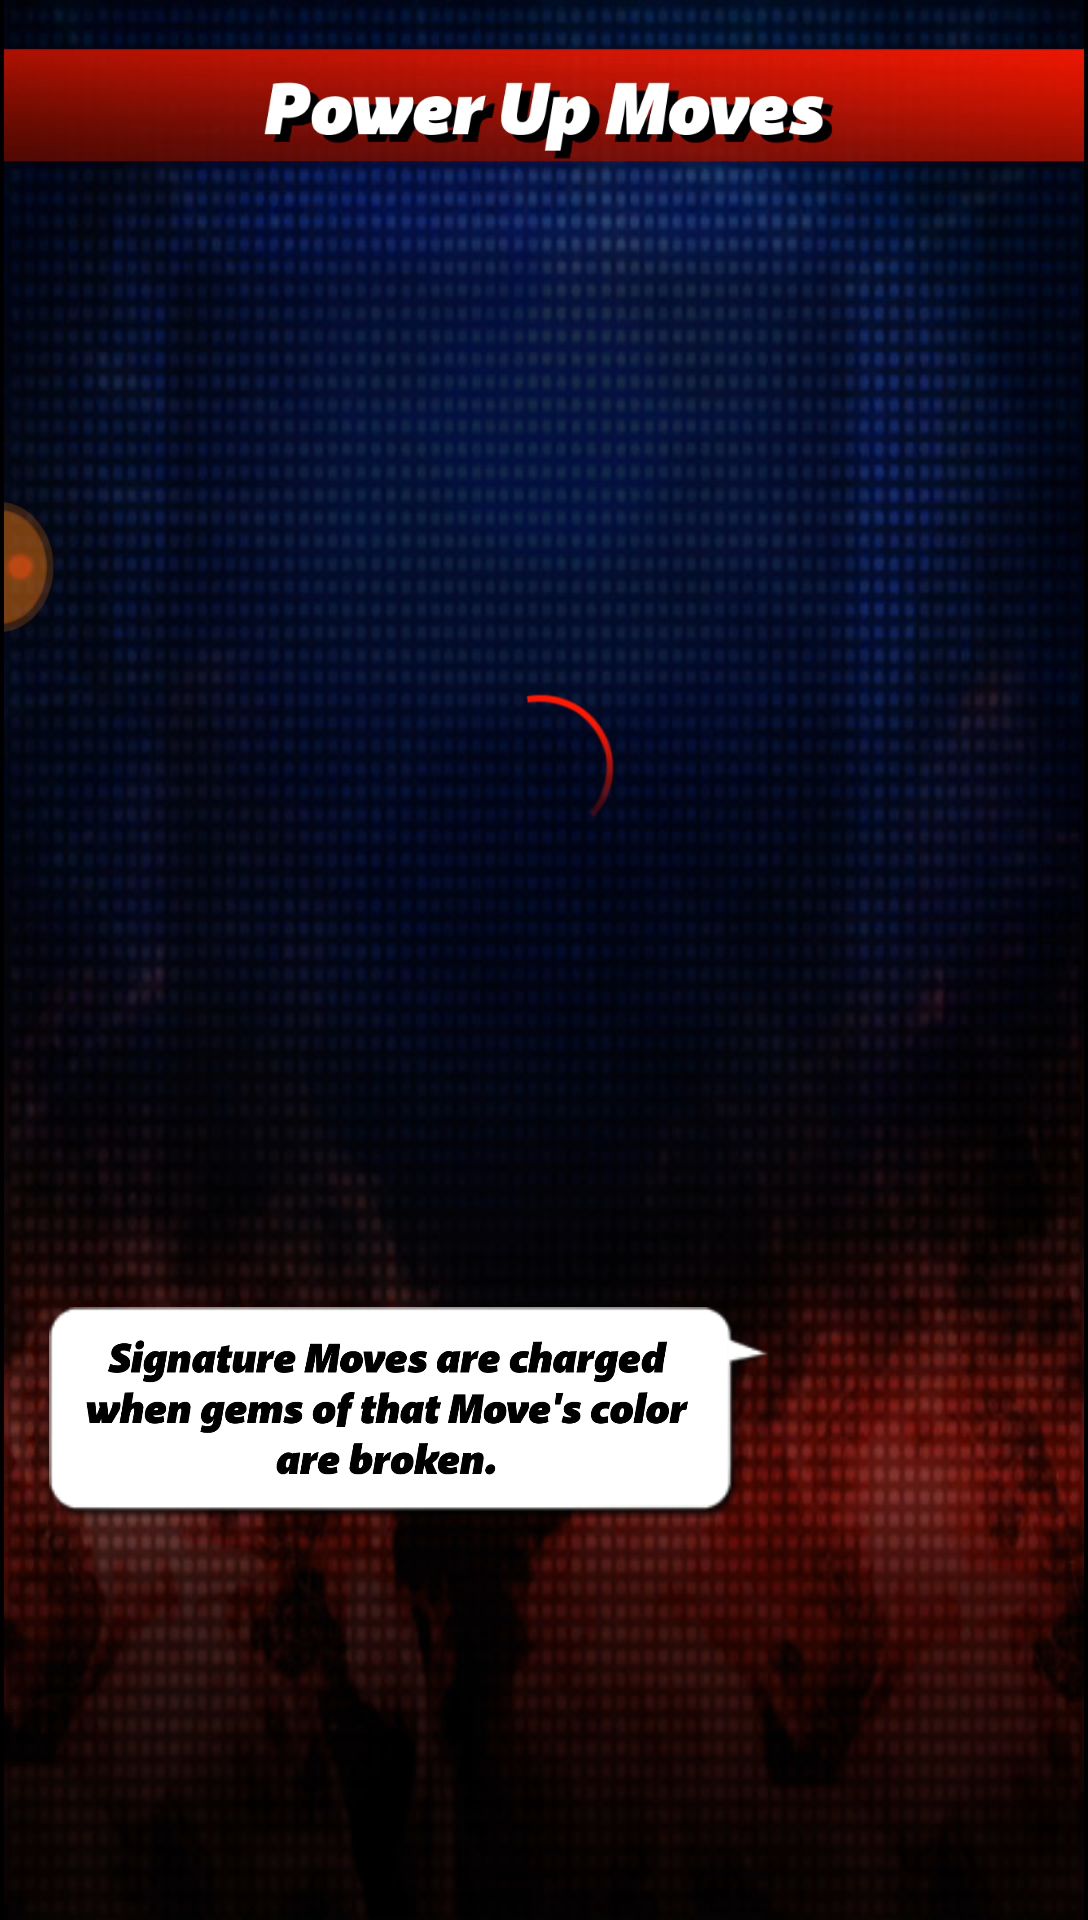 Power Up Moves
Signature Moves are charged
when gems of that Move's color
are broken.